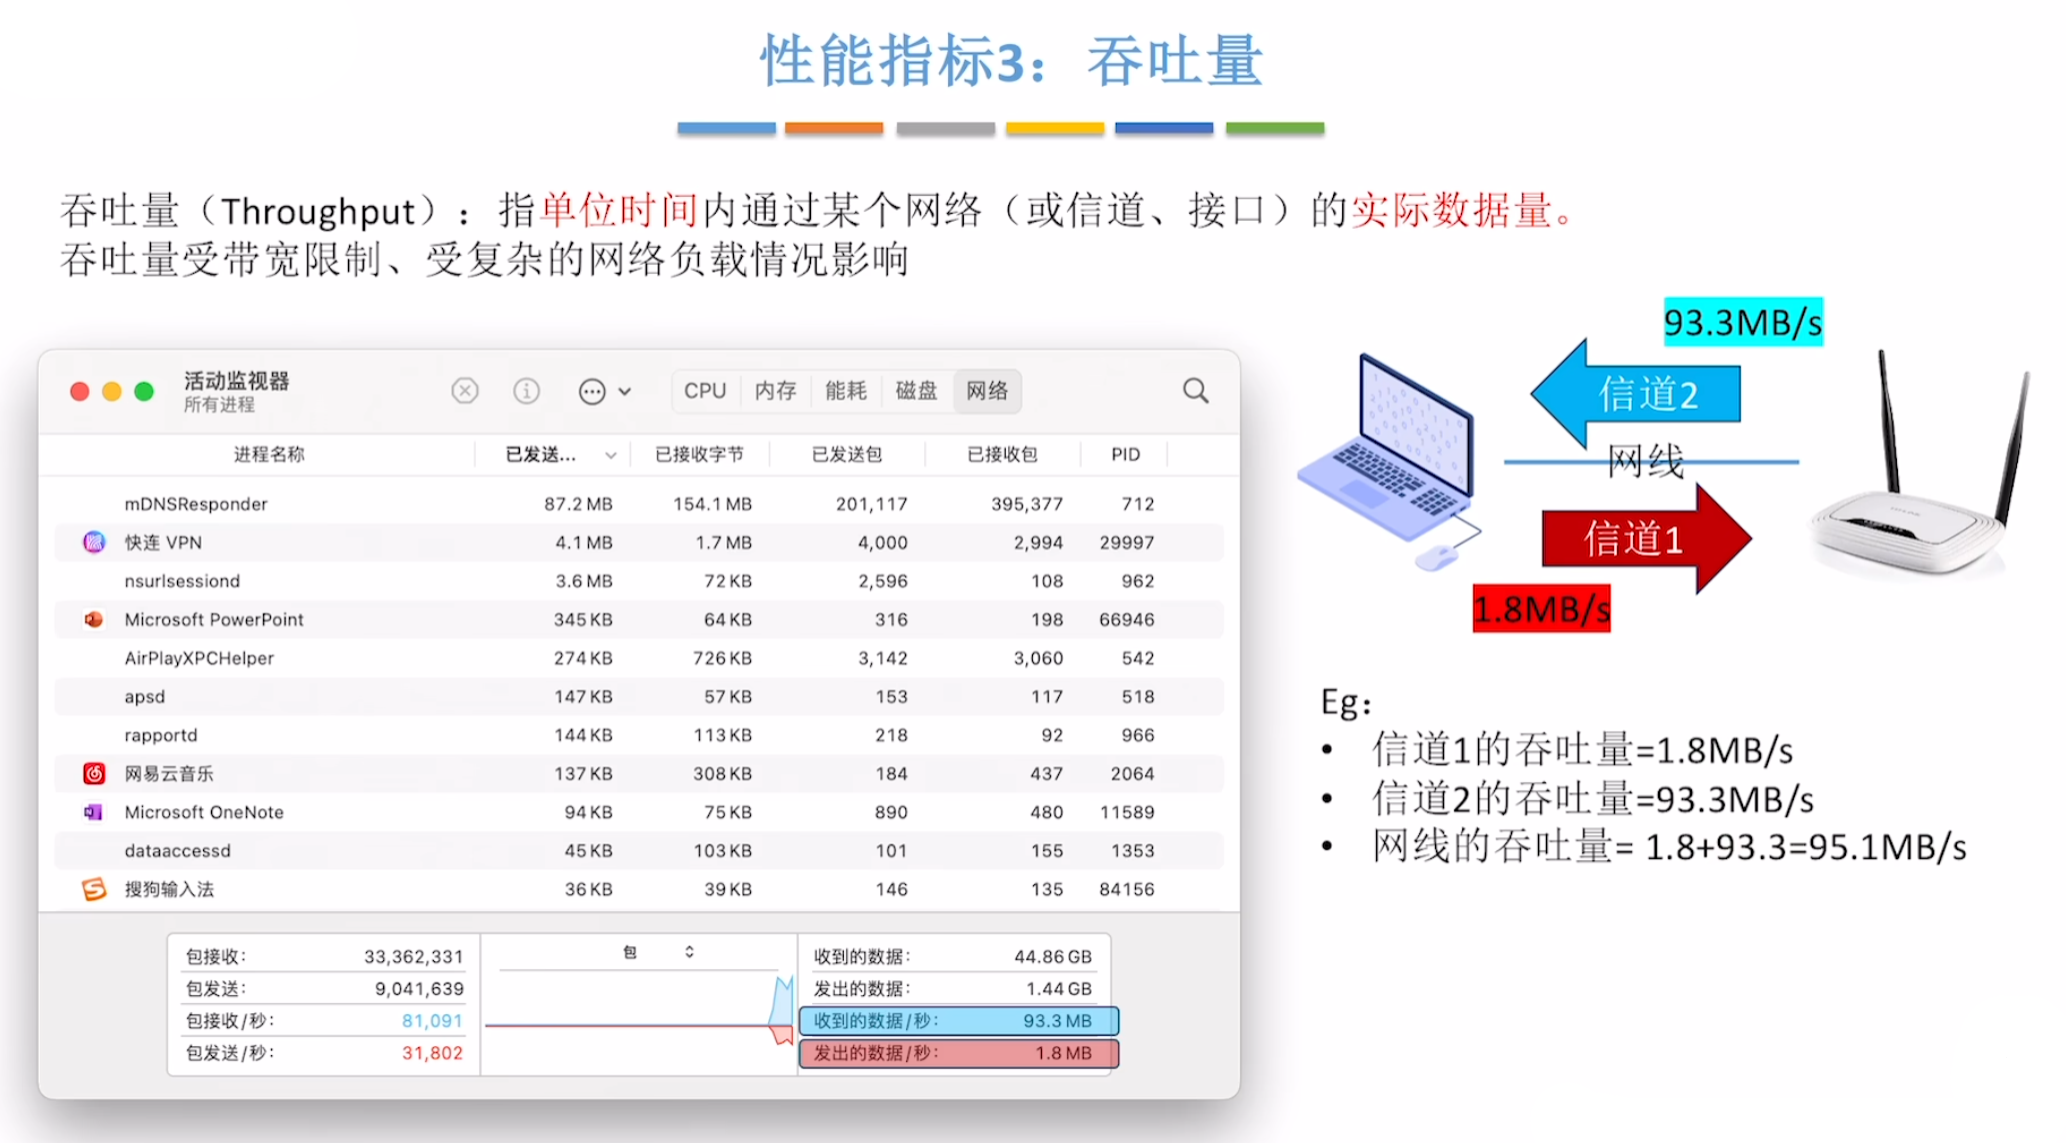 性能指标3：吞吐量
吞吐量（Throughput）：指单位时间内通过某个网络（或信道、接口）的实际数据量。
吞吐量受带宽限制、受复杂的网络负载情况影响
活动监视器
所有进程
CPU 内存 能耗 磁盘 网络
进程名称 已发送... 已接收字节 已发送包 已接收包 PID
mDNSResponder 87.2 MB 154.1 MB 201,117 395,377 712
快连 VPN 4.1 MB 1.7 MB 4,000 2,994 29997
nsurlsessiond 3.6 MB 72 KB 2,596 108 962
Microsoft PowerPoint 345 KB 64 KB 316 198 66946
AirPlayXPCHelper 274 KB 726 KB 3,142 3,060 542
apsd 147 KB 57 KB 153 117 518
rapportd 144 KB 113 KB 218 92 966
网易云音乐 137 KB 308 KB 184 437 2064
Microsoft OneNote 94 KB 75 KB 890 480 11589
dataaccessd 45 KB 103 KB 101 155 1353
搜狗输入法 36 KB 39 KB 146 135 84156
包接收： 33,362,331
包发送： 9,041,639
包接收/秒： 81,091
包发送/秒： 31,802
包
收到的数据： 44.86 GB
发出的数据： 1.44 GB
收到的数据/秒： 93.3 MB
发出的数据/秒： 1.8 MB
93.3MB/s
信道2
网线
信道1
1.8MB/s
Eg：
• 信道1的吞吐量=1.8MB/s
• 信道2的吞吐量=93.3MB/s
• 网线的吞吐量= 1.8+93.3=95.1MB/s